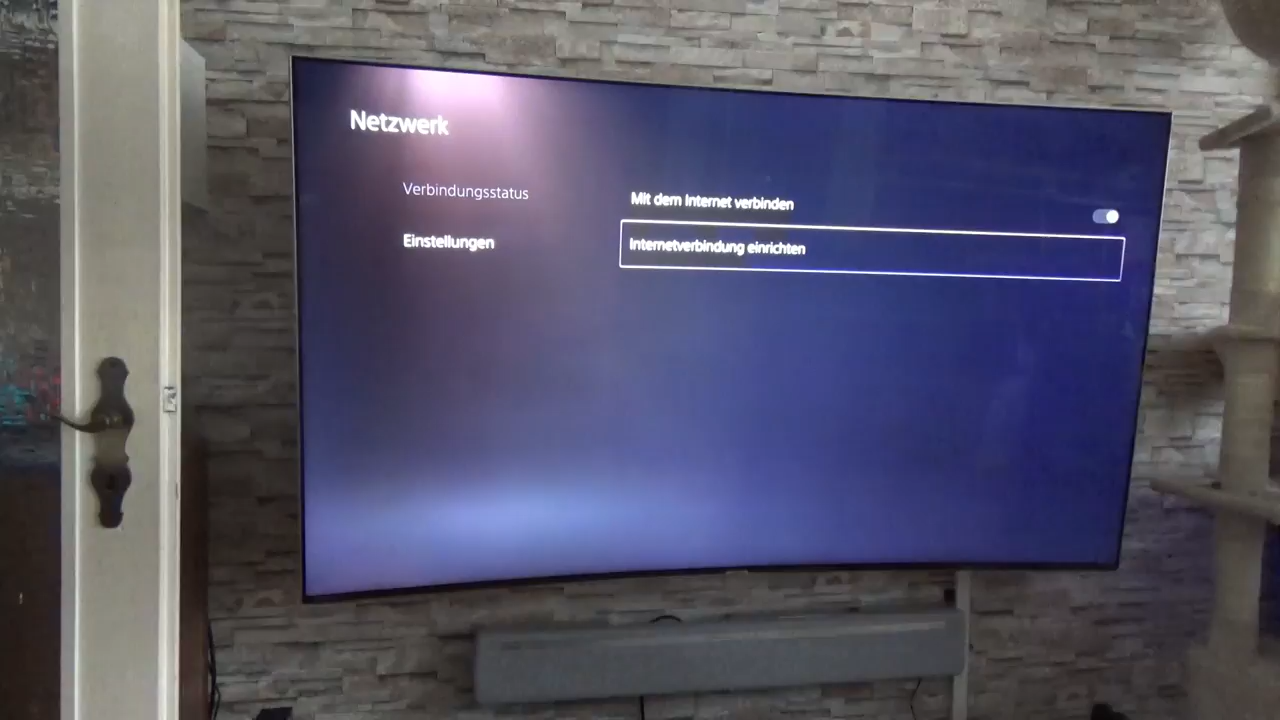 Netzwerk
Verbindungsstatus
Einstellungen
Mit dem Internet verbinden
Internetverbindung einrichten